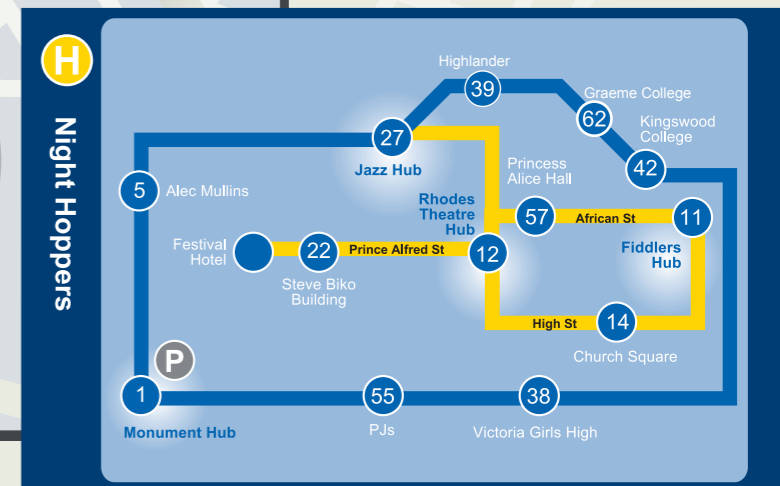 H
Night Hoppers
Highlander
39
Graeme College
62
Kingswood
College
42
27
Jazz Hub
5
Alec Mullins
Princess
Alice Hall
57
African St
11
Fiddlers
Hub
Rhodes
Theatre
Hub
12
Festival
Hotel
22
Prince Alfred St
Steve Biko
Building
High St
14
Church Square
P
1
Monument Hub
55
PJs
38
Victoria Girls High